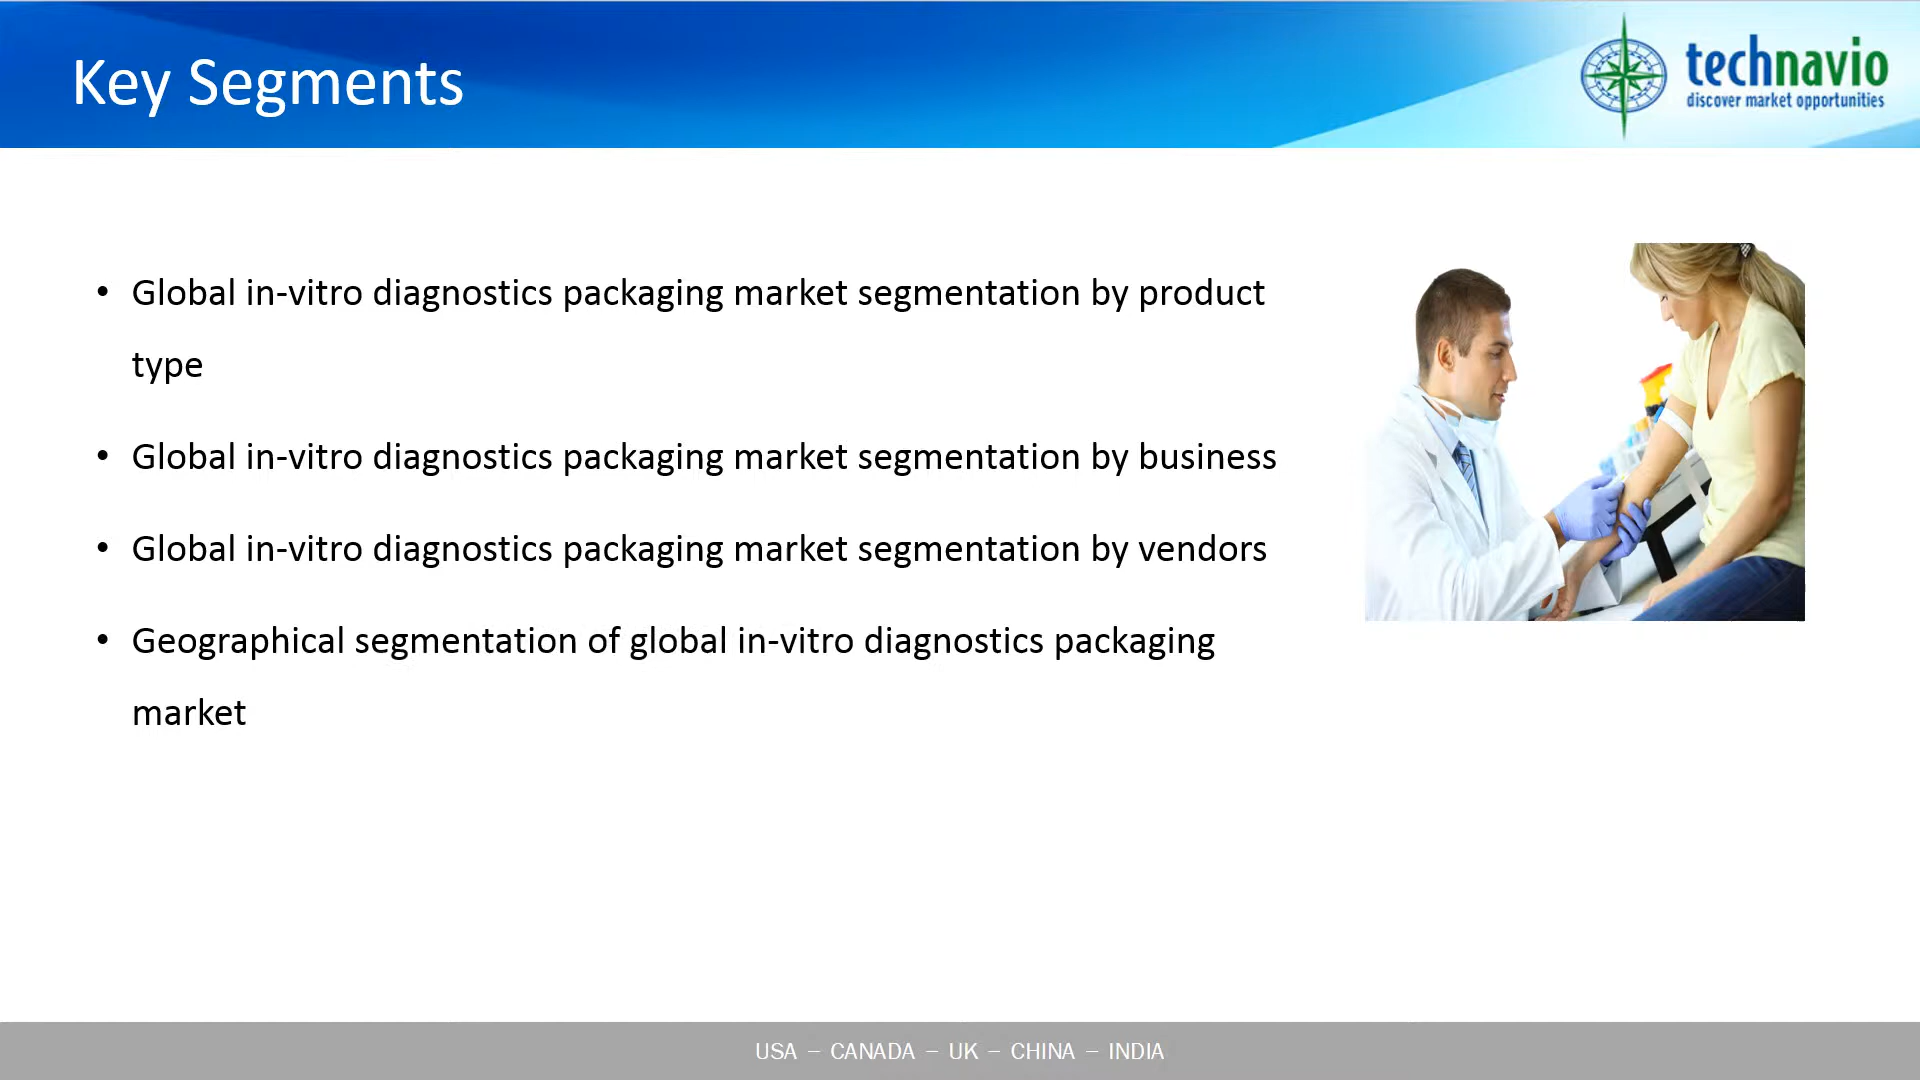 Key Segments
technavio
discover market opportunities
• Global in-vitro diagnostics packaging market segmentation by product
type
• Global in-vitro diagnostics packaging market segmentation by business
• Global in-vitro diagnostics packaging market segmentation by vendors
• Geographical segmentation of global in-vitro diagnostics packaging
market
USA – CANADA – UK – CHINA – INDIA